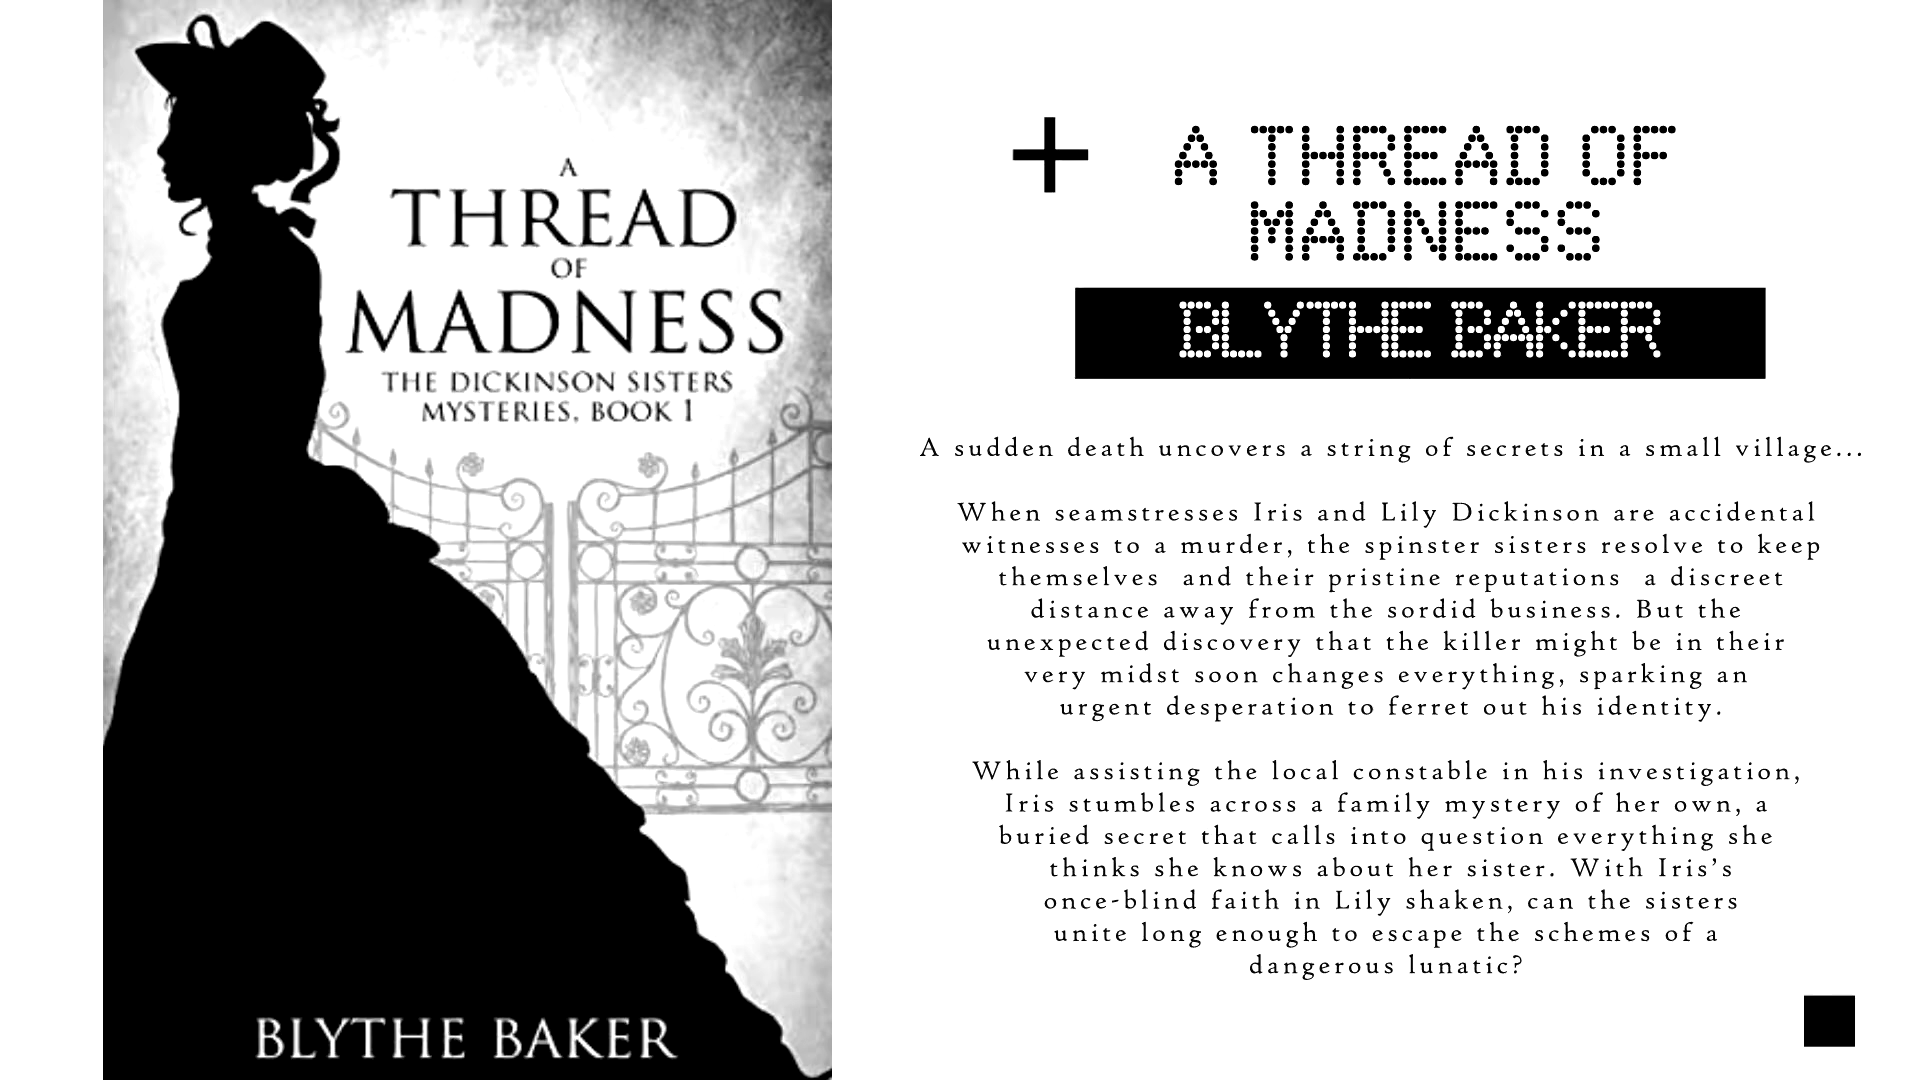 A
THREAD
OF
MADNESS
THE DICKINSON SISTERS
MYSTERIES, BOOK 1
BLYTHE BAKER
+ A THREAD OF
MADNESS
BLYTHE BAKER
A sudden death uncovers a string of secrets in a small village...
When seamstresses Iris and Lily Dickinson are accidental
witnesses to a murder, the spinster sisters resolve to keep
themselves and their pristine reputations a discreet
distance away from the sordid business. But the
unexpected discovery that the killer might be in their
very midst soon changes everything, sparking an
urgent desperation to ferret out his identity.
While assisting the local constable in his investigation,
Iris stumbles across a family mystery of her own, a
buried secret that calls into question everything she
thinks she knows about her sister. With Iris’s
once-blind faith in Lily shaken, can the sisters
unite long enough to escape the schemes of a
dangerous lunatic?